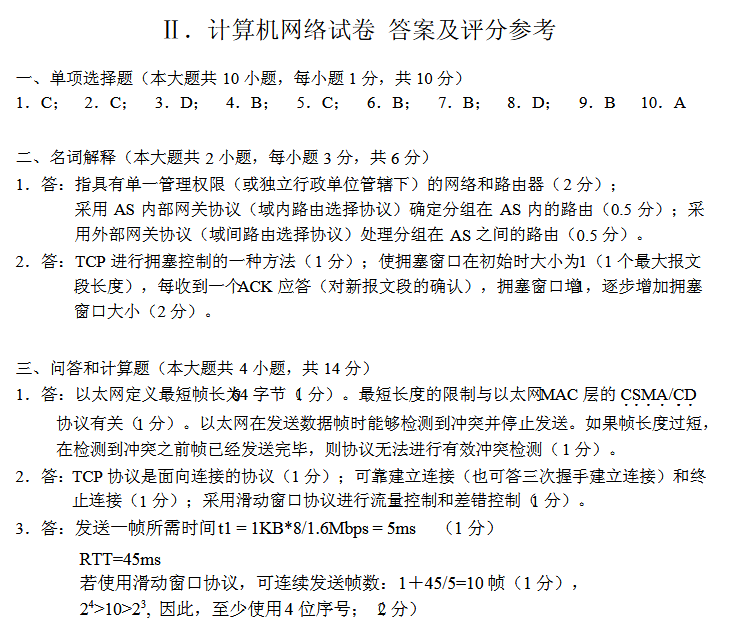 Ⅱ．计算机网络试卷 答案及评分参考
一、单项选择题（本大题共 10 小题，每小题 1 分，共 10 分）
1．C； 2．C； 3．D； 4．B； 5．C； 6．B； 7．B； 8．D； 9．B 10．A
二、名词解释（本大题共 2 小题，每小题 3 分，共 6 分）
1．答：指具有单一管理权限（或独立行政单位管辖下）的网络和路由器（2 分）；
采用 AS 内部网关协议（域内路由选择协议）确定分组在 AS 内的路由（0.5 分）；采
用外部网关协议（域间路由选择协议）处理分组在 AS 之间的路由（0.5 分）。
2．答：TCP 进行拥塞控制的一种方法（1 分）；使拥塞窗口在初始时大小为1（1 个最大报文
段长度），每收到一个ACK 应答（对新报文段的确认），拥塞窗口增1，逐步增加拥塞
窗口大小（2 分）。
三、问答和计算题（本大题共 4 小题，共 14 分）
1．答：以太网定义最短帧长为64 字节（1 分）。最短长度的限制与以太网MAC 层的 CSMA/CD
协议有关（1 分）。以太网在发送数据帧时能够检测到冲突并停止发送。如果帧长度过短，
在检测到冲突之前帧已经发送完毕，则协议无法进行有效冲突检测（1 分）。
2．答：TCP 协议是面向连接的协议（1 分）；可靠建立连接（也可答三次握手建立连接）和终
止连接（1 分）；采用滑动窗口协议进行流量控制和差错控制（1 分）。
3．答：发送一帧所需时间 t1 = 1KB*8/1.6Mbps = 5ms （1 分）
RTT=45ms
若使用滑动窗口协议，可连续发送帧数：1＋45/5=10 帧（1 分），
2⁴>10>2³, 因此，至少使用 4 位序号；（2 分）